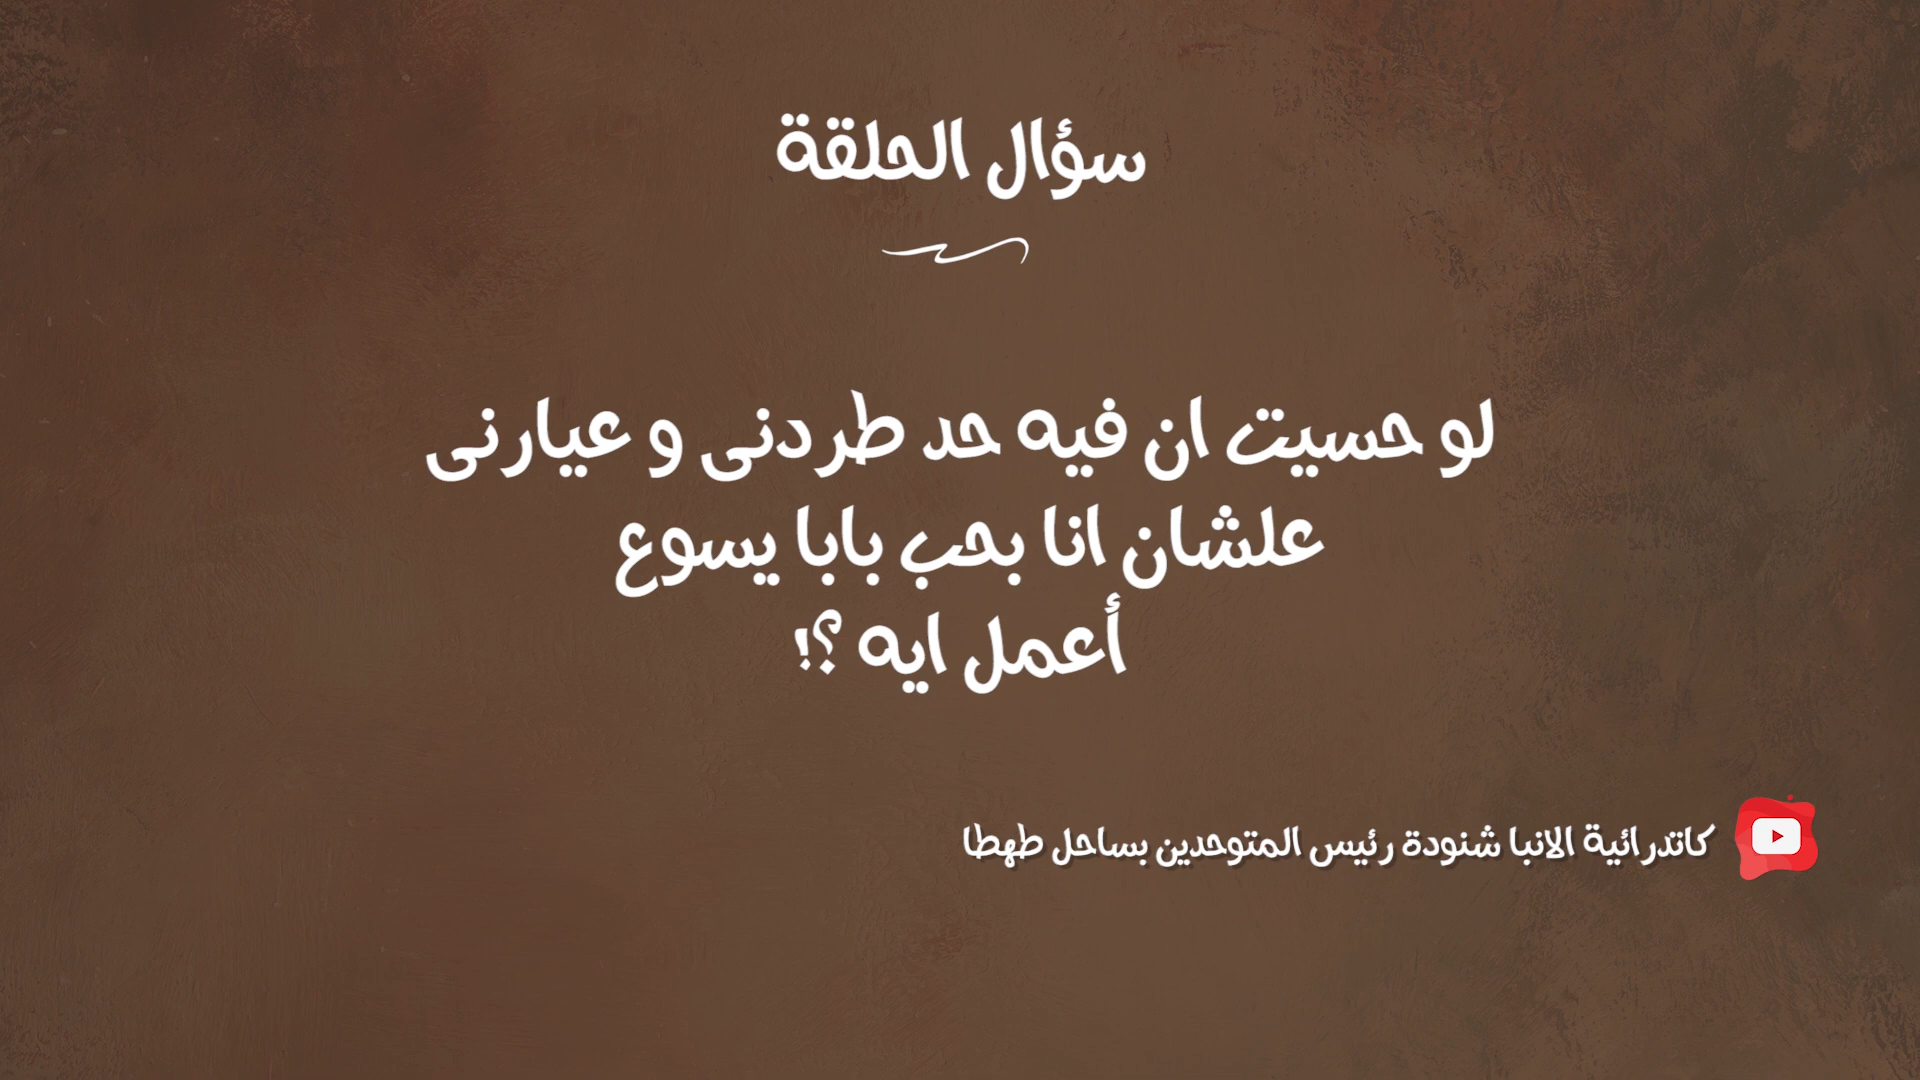 سؤال الحلقة
لو حسيت ان فيه حد طردنى و عيارنى
علشان انا بحب بابا يسوع
أعمل ايه ؟!
كاتدرائية الانبا شنودة رئيس المتوحدين بساحل طهطا